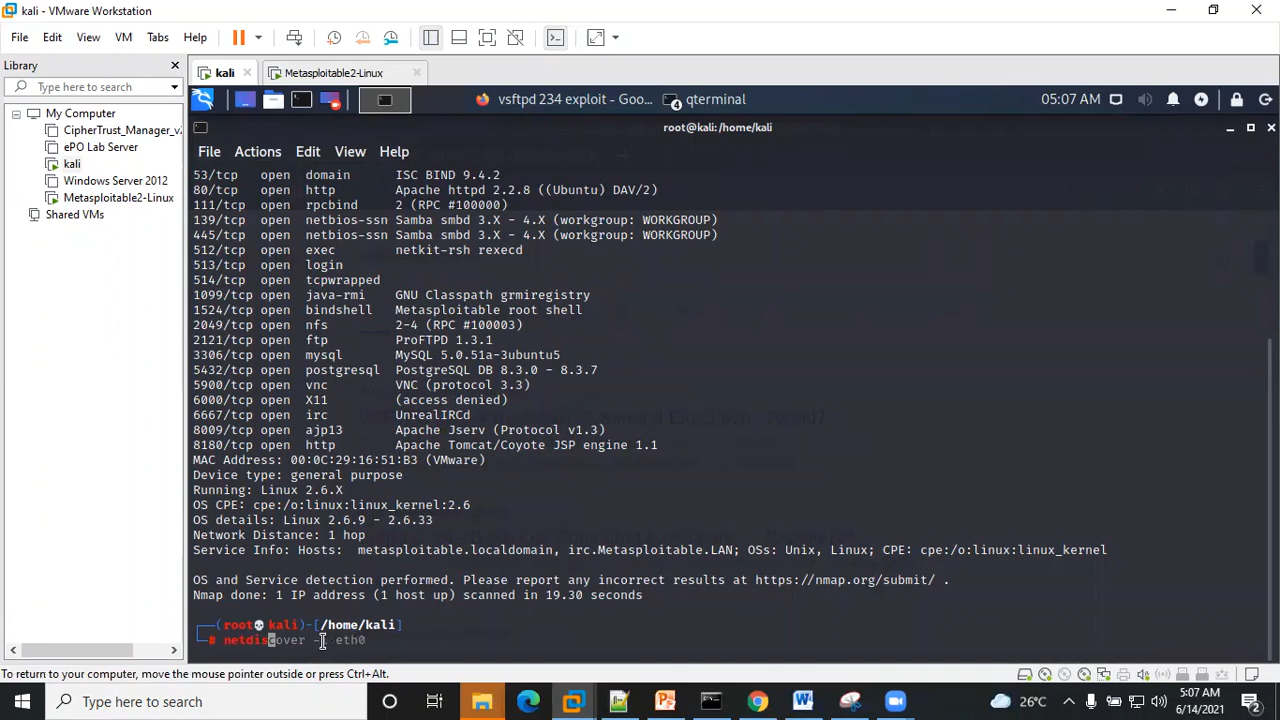 kali - VMware Workstation
File Edit View VM Tabs Help
Library
Type here to search
My Computer
CipherTrust_Manager_v
ePO Lab Server
kali
Windows Server 2012
Metasploitable2-Linux
Shared VMs
kali
Metasploitable2-Linux
vsftpd 234 exploit - Goo...
4 qterminal
05:07 AM
root@kali: /home/kali
File Actions Edit View Help
53/tcp open domain ISC BIND 9.4.2
80/tcp open http Apache httpd 2.2.8 ((Ubuntu) DAV/2)
111/tcp open rpcbind 2 (RPC #100000)
139/tcp open netbios-ssn Samba smbd 3.X - 4.X (workgroup: WORKGROUP)
445/tcp open netbios-ssn Samba smbd 3.X - 4.X (workgroup: WORKGROUP)
512/tcp open exec netkit-rsh rexecd
513/tcp open login
514/tcp open tcpwrapped
1099/tcp open java-rmi GNU Classpath grmiregistry
1524/tcp open bindshell Metasploitable root shell
2049/tcp open nfs 2-4 (RPC #100003)
2121/tcp open ftp ProFTPD 1.3.1
3306/tcp open mysql MySQL 5.0.51a-3ubuntu5
5432/tcp open postgresql PostgreSQL DB 8.3.0 - 8.3.7
5900/tcp open vnc VNC (protocol 3.3)
6000/tcp open X11 (access denied)
6667/tcp open irc UnrealIRCd
8009/tcp open ajp13 Apache Jserv (Protocol v1.3)
8180/tcp open http Apache Tomcat/Coyote JSP engine 1.1
MAC Address: 00:0C:29:16:51:B3 (VMware)
Device type: general purpose
Running: Linux 2.6.X
OS CPE: cpe:/o:linux:linux_kernel:2.6
OS details: Linux 2.6.9 - 2.6.33
Network Distance: 1 hop
Service Info: Hosts: metasploitable.localdomain, irc.Metasploitable.LAN; OSs: Unix, Linux; CPE: cpe:/o:linux:linux_kernel
OS and Service detection performed. Please report any incorrect results at https://nmap.org/submit/ .
Nmap done: 1 IP address (1 host up) scanned in 19.30 seconds
(root kali)-[/home/kali]
# netdiscover - eth0
To return to your computer, move the mouse pointer outside or press Ctrl+Alt.
Type here to search
26°C
5:07 AM
6/14/2021
2